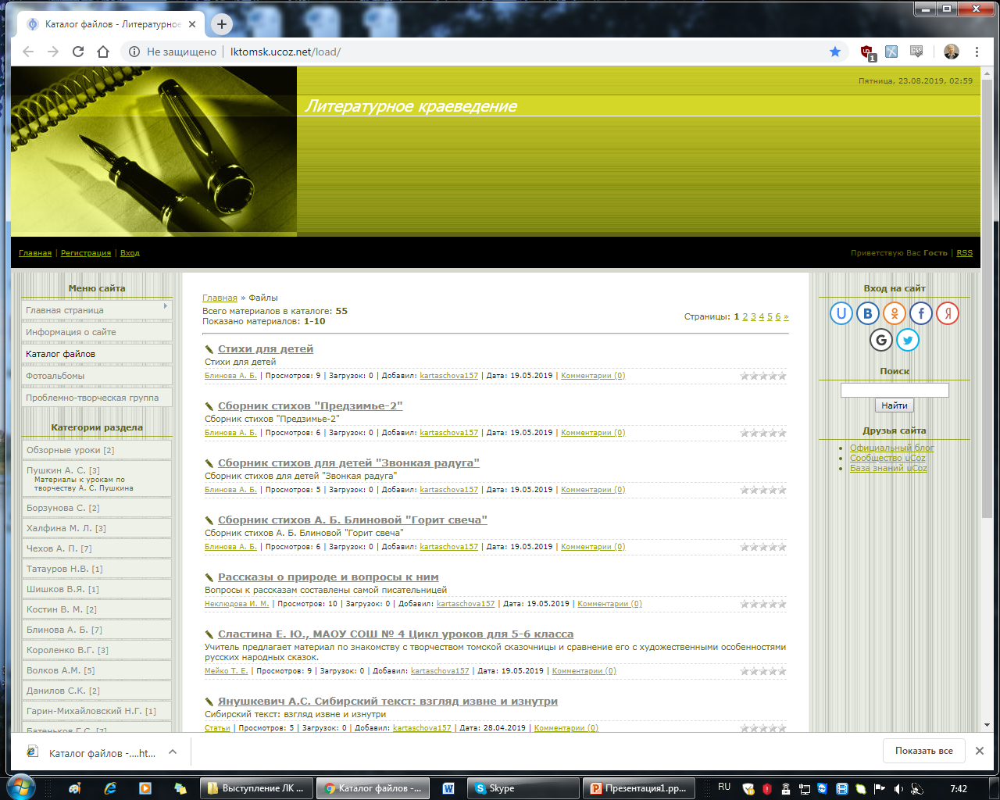 Каталог файлов - Литературное
Не защищено | lktomsk.ucoz.net/load/
1
Пятница, 23.08.2019, 02:59
Литературное краеведение
Главная | Регистрация | Вход
Приветствую Вас Гость | RSS
Меню сайта
Главная страница
Информация о сайте
Каталог файлов
Фотоальбомы
Проблемно-творческая группа
Категории раздела
Обзорные уроки [2]
Пушкин А. С. [3]
Материалы к урокам по
творчеству А. С. Пушкина
Борзунова С. [2]
Халфина М. Л. [3]
Чехов А. П. [7]
Татауров Н.В. [1]
Шишков В.Я. [1]
Костин В. М. [2]
Блинова А. Б. [7]
Короленко В.Г. [3]
Волков А.М. [5]
Данилов С.К. [2]
Гарин-Михайловский Н.Г. [1]
Батеньков Г.С. [7]
Главная » Файлы
Всего материалов в каталоге: 55
Показано материалов: 1-10
Страницы: 1 2 3 4 5 6 »
Стихи для детей
Стихи для детей
Блинова А. Б. | Просмотров: 9 | Загрузок: 0 | Добавил: kartaschova157 | Дата: 19.05.2019 | Комментарии (0)
Сборник стихов "Предзимье-2"
Сборник стихов "Предзимье-2"
Блинова А. Б. | Просмотров: 6 | Загрузок: 0 | Добавил: kartaschova157 | Дата: 19.05.2019 | Комментарии (0)
Сборник стихов для детей "Звонкая радуга"
Сборник стихов для детей "Звонкая радуга"
Блинова А. Б. | Просмотров: 5 | Загрузок: 0 | Добавил: kartaschova157 | Дата: 19.05.2019 | Комментарии (0)
Сборник стихов А. Б. Блиновой "Горит свеча"
Сборник стихов А. Б. Блиновой "Горит свеча"
Блинова А. Б. | Просмотров: 6 | Загрузок: 0 | Добавил: kartaschova157 | Дата: 19.05.2019 | Комментарии (0)
Рассказы о природе и вопросы к ним
Вопросы к рассказам составлены самой писательницей
Неклюдова И. М. | Просмотров: 10 | Загрузок: 0 | Добавил: kartaschova157 | Дата: 19.05.2019 | Комментарии (0)
Сластина Е. Ю., МАОУ СОШ № 4 Цикл уроков для 5-6 класса
Учитель предлагает материал по знакомству с творчеством томской сказочницы и сравнение его с художественными особенностями
русских народных сказок.
Мейко Т. Е. | Просмотров: 9 | Загрузок: 0 | Добавил: kartaschova157 | Дата: 19.05.2019 | Комментарии (0)
Янушкевич А.С. Сибирский текст: взгляд извне и изнутри
Сибирский текст: взгляд извне и изнутри
Статьи | Просмотров: 5 | Загрузок: 0 | Добавил: kartaschova157 | Дата: 28.04.2019 | Комментарии (0)
Вход на сайт
Поиск
Найти
Друзья сайта
Официальный блог
Сообщество uCoz
База знаний uCoz
Каталог файлов -....ht...
Показать все
Выступление ЛК ...
Каталог файлов -...
Skype
Презентация1.pp...
RU
7:42